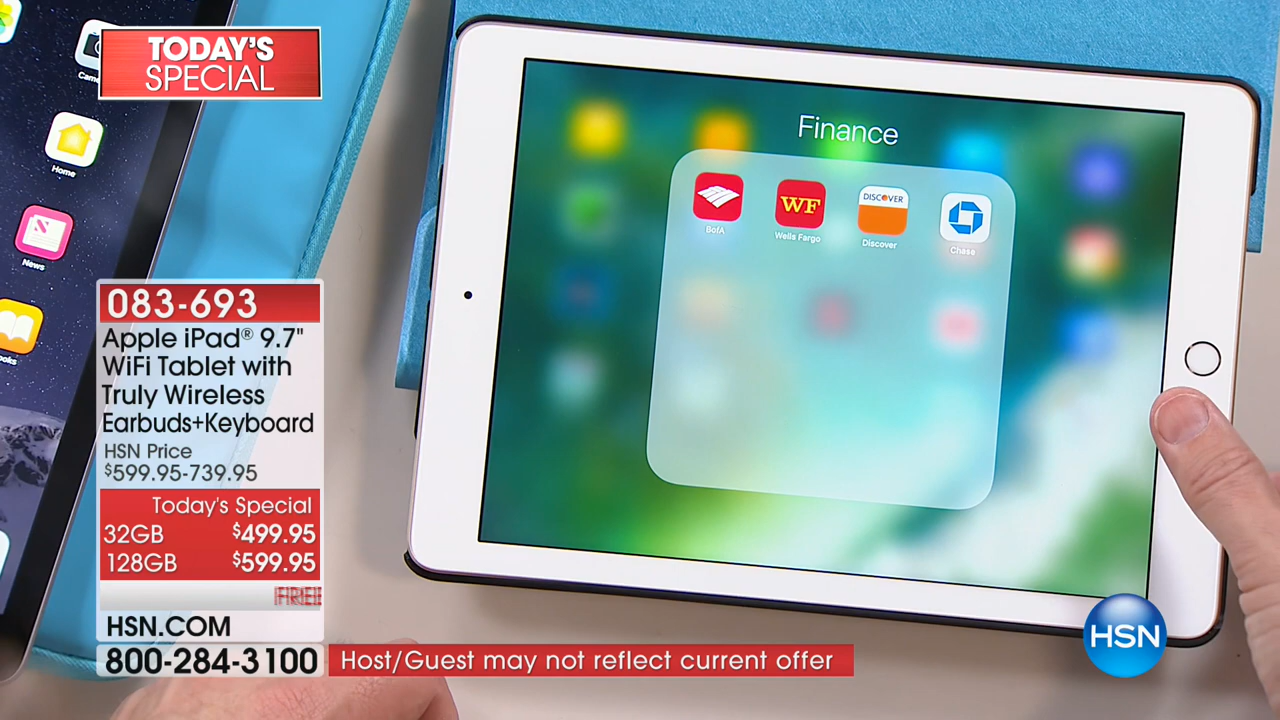 TODAY'S
SPECIAL
Came
Home
News
ooks
Finance
DISCOVER
WF
BofA
Wells Fargo
Discover
Chase
083-693
Apple iPad® 9.7"
WiFi Tablet with
Truly Wireless
Earbuds+Keyboard
HSN Price
$599.95-739.95
Today's Special
32GB $499.95
128GB $599.95
FREE
HSN.COM
800-284-3100
Host/Guest may not reflect current offer
HSN